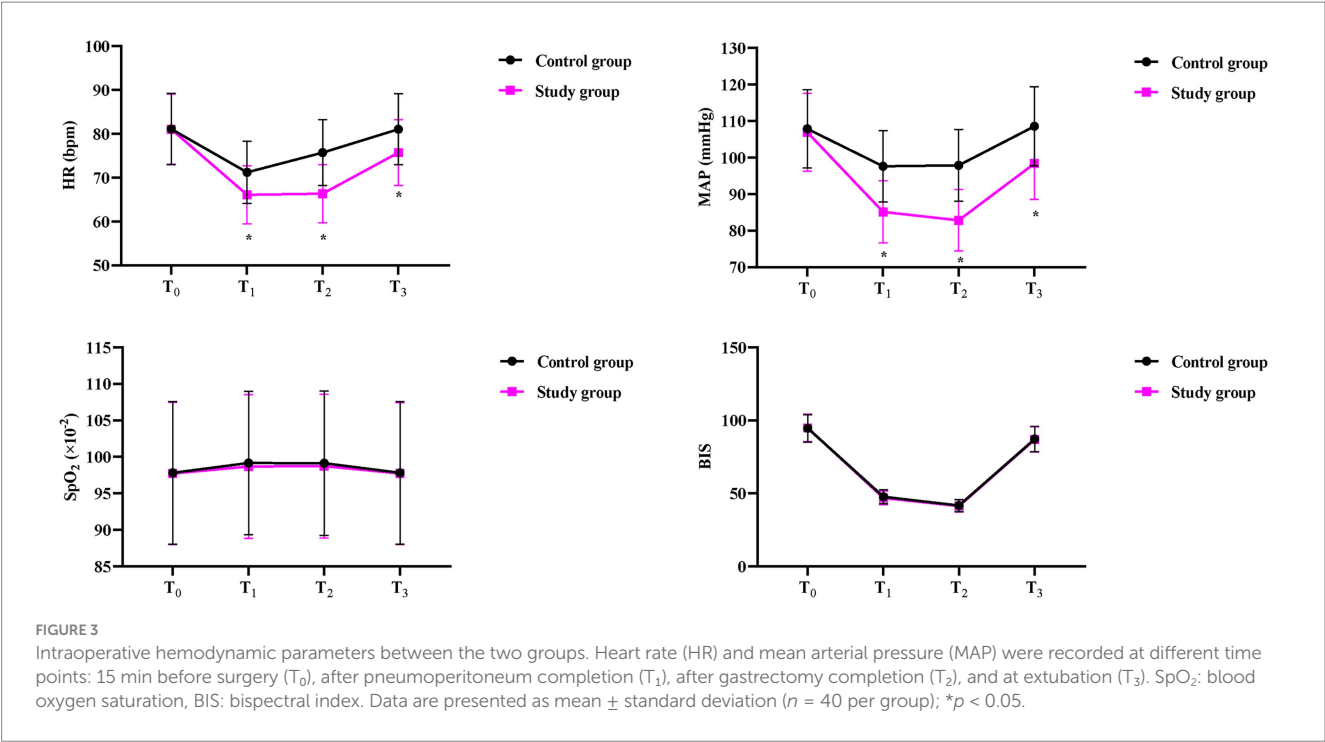 100
90
80
70
60
50
HR (bpm)
Control group
Study group
*
*
*
T₀
T₁
T₂
T₃
130
120
110
100
90
80
70
MAP (mmHg)
Control group
Study group
*
*
*
T₀
T₁
T₂
T₃
115
110
105
100
95
90
85
SpO₂ (×10⁻²)
Control group
Study group
T₀
T₁
T₂
T₃
150
100
50
0
BIS
Control group
Study group
T₀
T₁
T₂
T₃
FIGURE 3
Intraoperative hemodynamic parameters between the two groups. Heart rate (HR) and mean arterial pressure (MAP) were recorded at different time
points: 15 min before surgery (T₀), after pneumoperitoneum completion (T₁), after gastrectomy completion (T₂), and at extubation (T₃). SpO₂: blood
oxygen saturation, BIS: bispectral index. Data are presented as mean ± standard deviation (n = 40 per group); *p < 0.05.